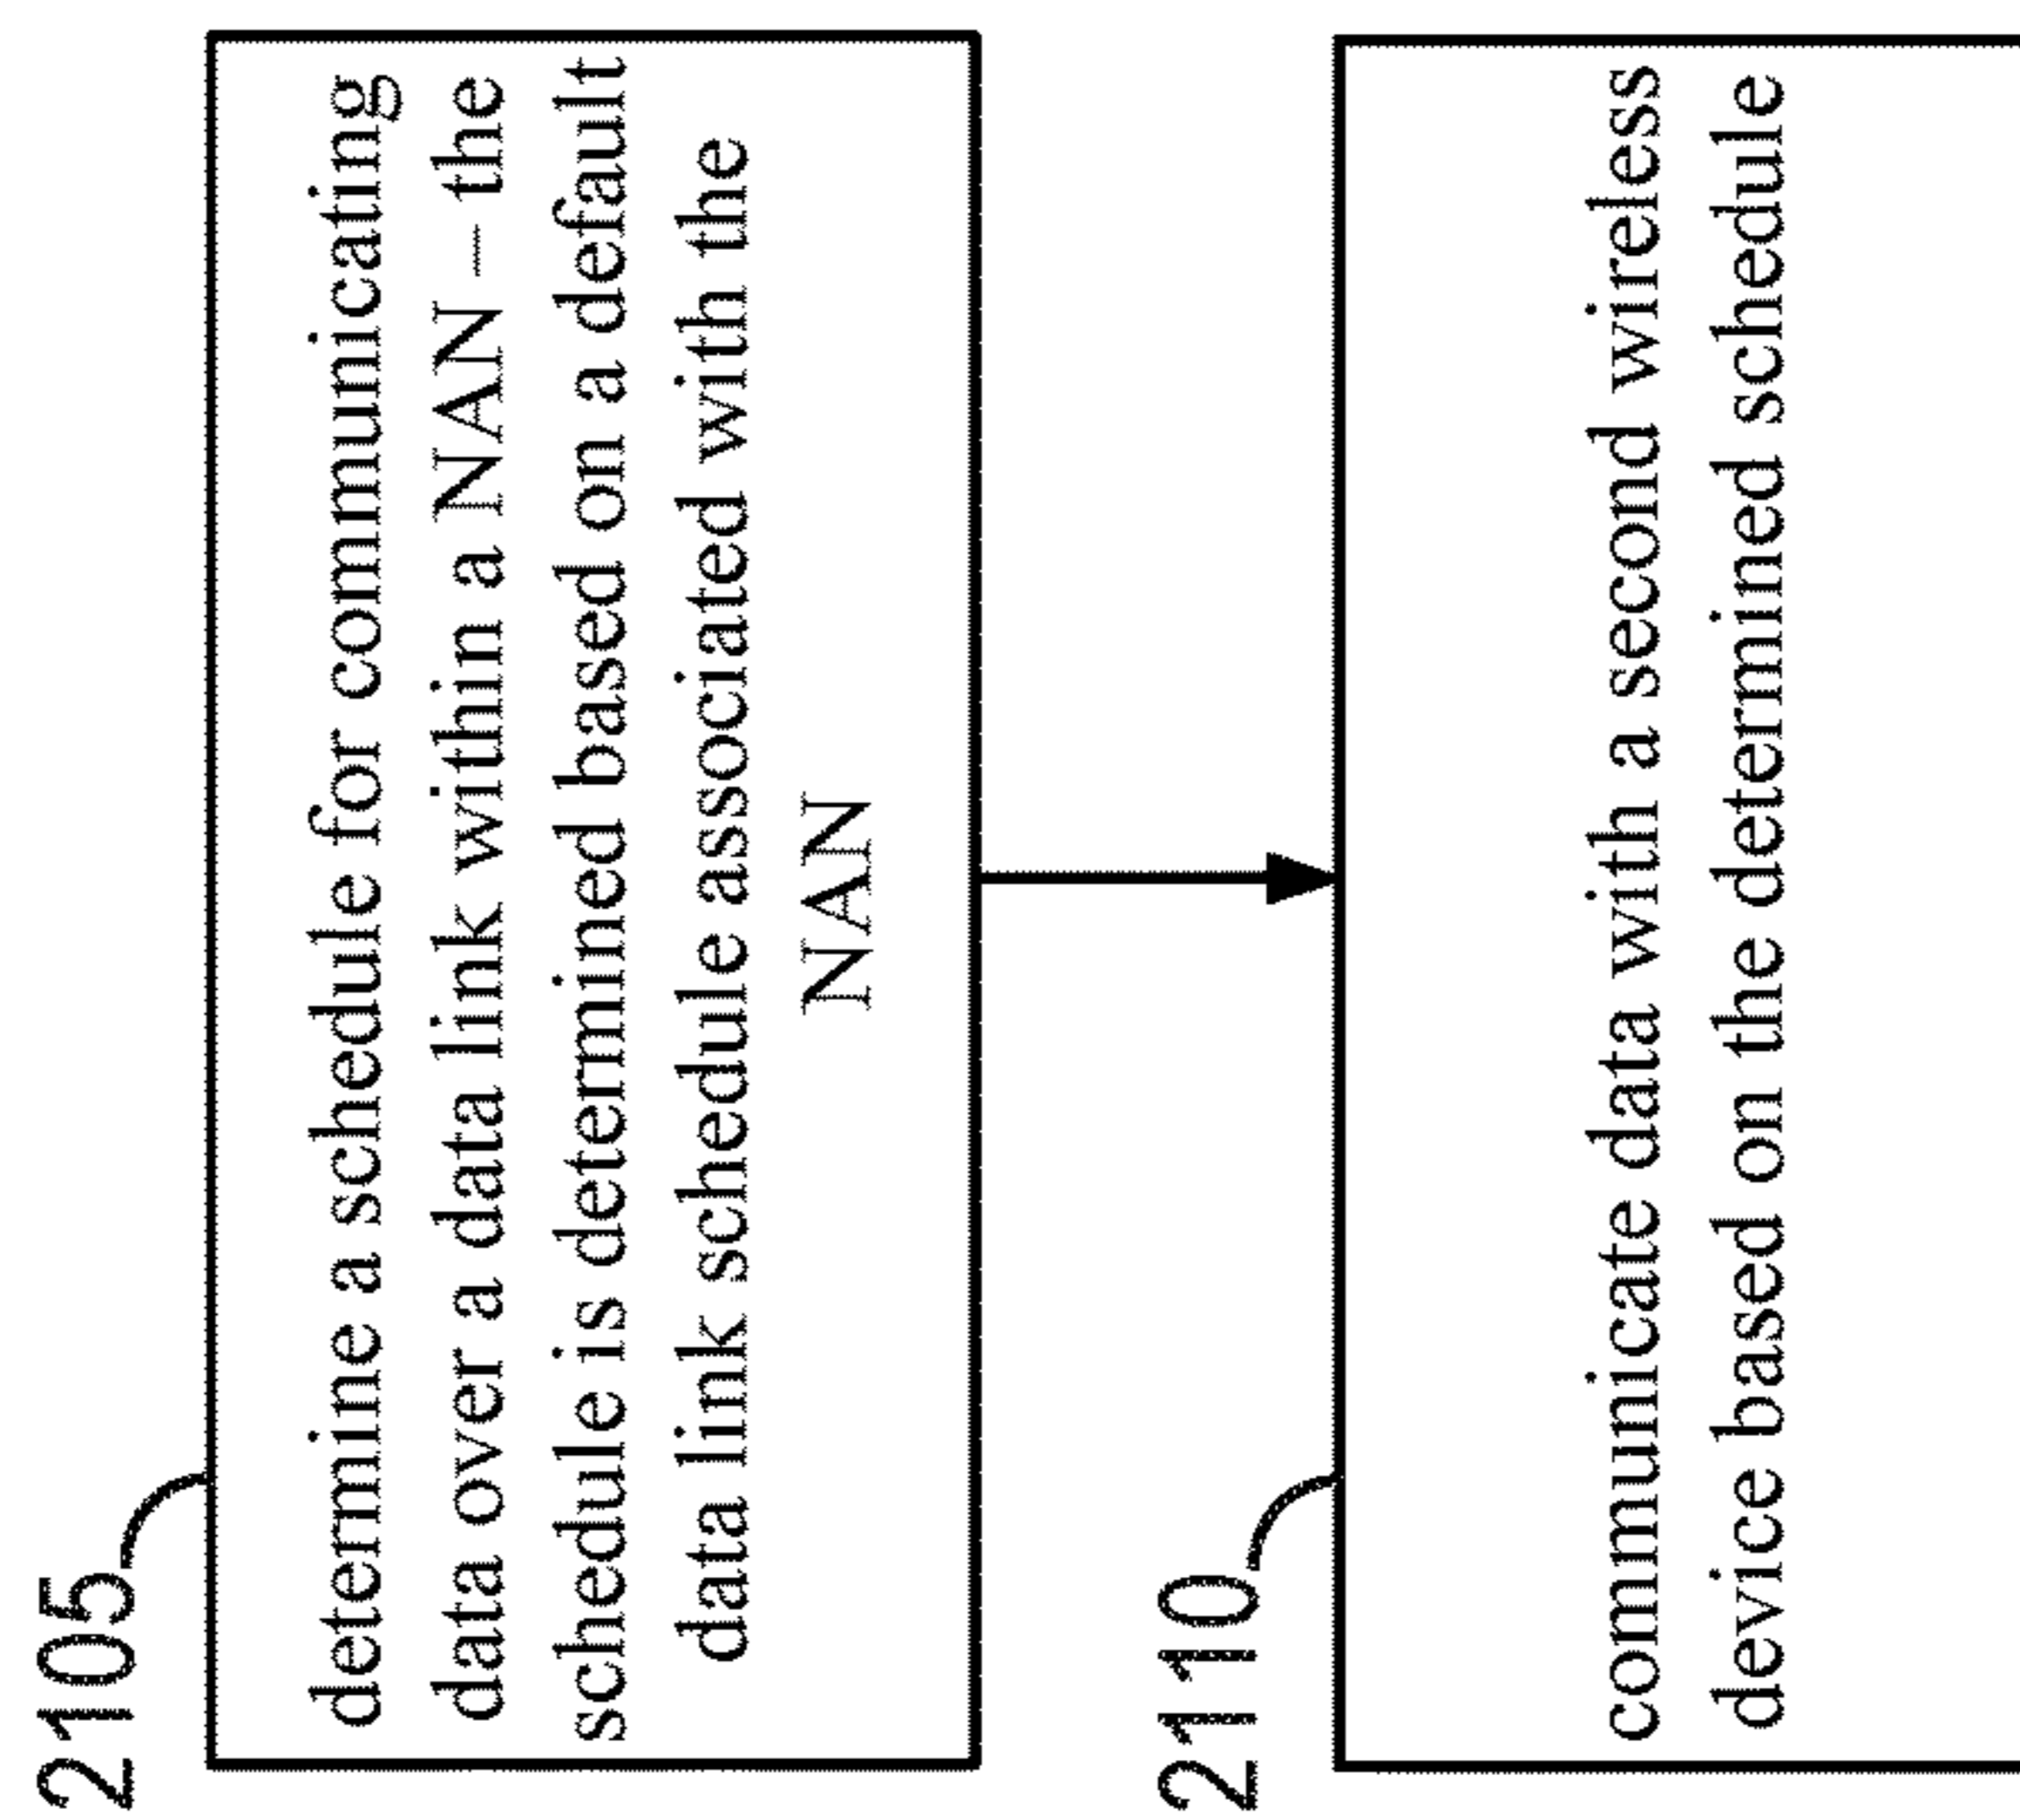 2105
determine a schedule for communicating
data over a data link within a NAN – the
schedule is determined based on a default
data link schedule associated with the
NAN
2110
communicate data with a second wireless
device based on the determined schedule